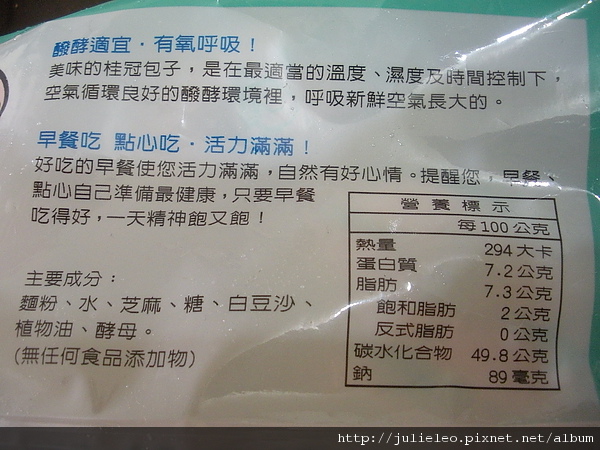 醱酵適宜．有氧呼吸！
美味的桂冠包子，是在最適當的溫度、濕度及時間控制下，
空氣循環良好的醱酵環境裡，呼吸新鮮空氣長大的。
早餐吃 點心吃．活力滿滿！
好吃的早餐使您活力滿滿，自然有好心情。提醒您，早餐、
點心自己準備最健康，只要早餐
吃得好，一天精神飽又飽！
主要成分：
麵粉、水、芝麻、糖、白豆沙、
植物油、酵母。
(無任何食品添加物)
營養標示
每100公克
熱量 294大卡
蛋白質 7.2公克
脂肪 7.3公克
飽和脂肪 2公克
反式脂肪 0公克
碳水化合物 49.8公克
鈉 89毫克
http://julieleo.pixnet.net/album